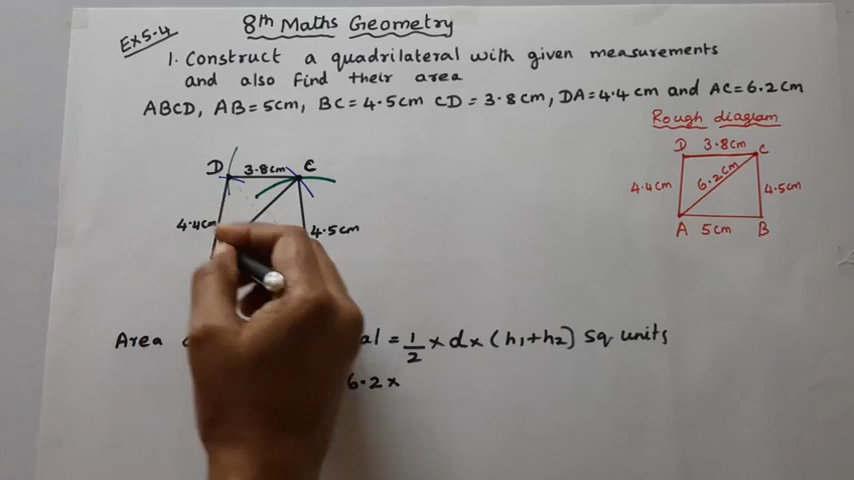 Ex 5.4
8th Maths Geometry
1. Construct a quadrilateral with given measurements
and also find their area
ABCD, AB = 5cm, BC = 4.5cm CD = 3.8cm, DA = 4.4cm and AC = 6.2cm
Rough diagram
D 3.8cm C
6.2cm
4.4cm 4.5cm
A 5cm B
D 3.8cm C
4.4cm 4.5cm
Area = 1/2 x d x (h1+h2) sq units
6.2 x